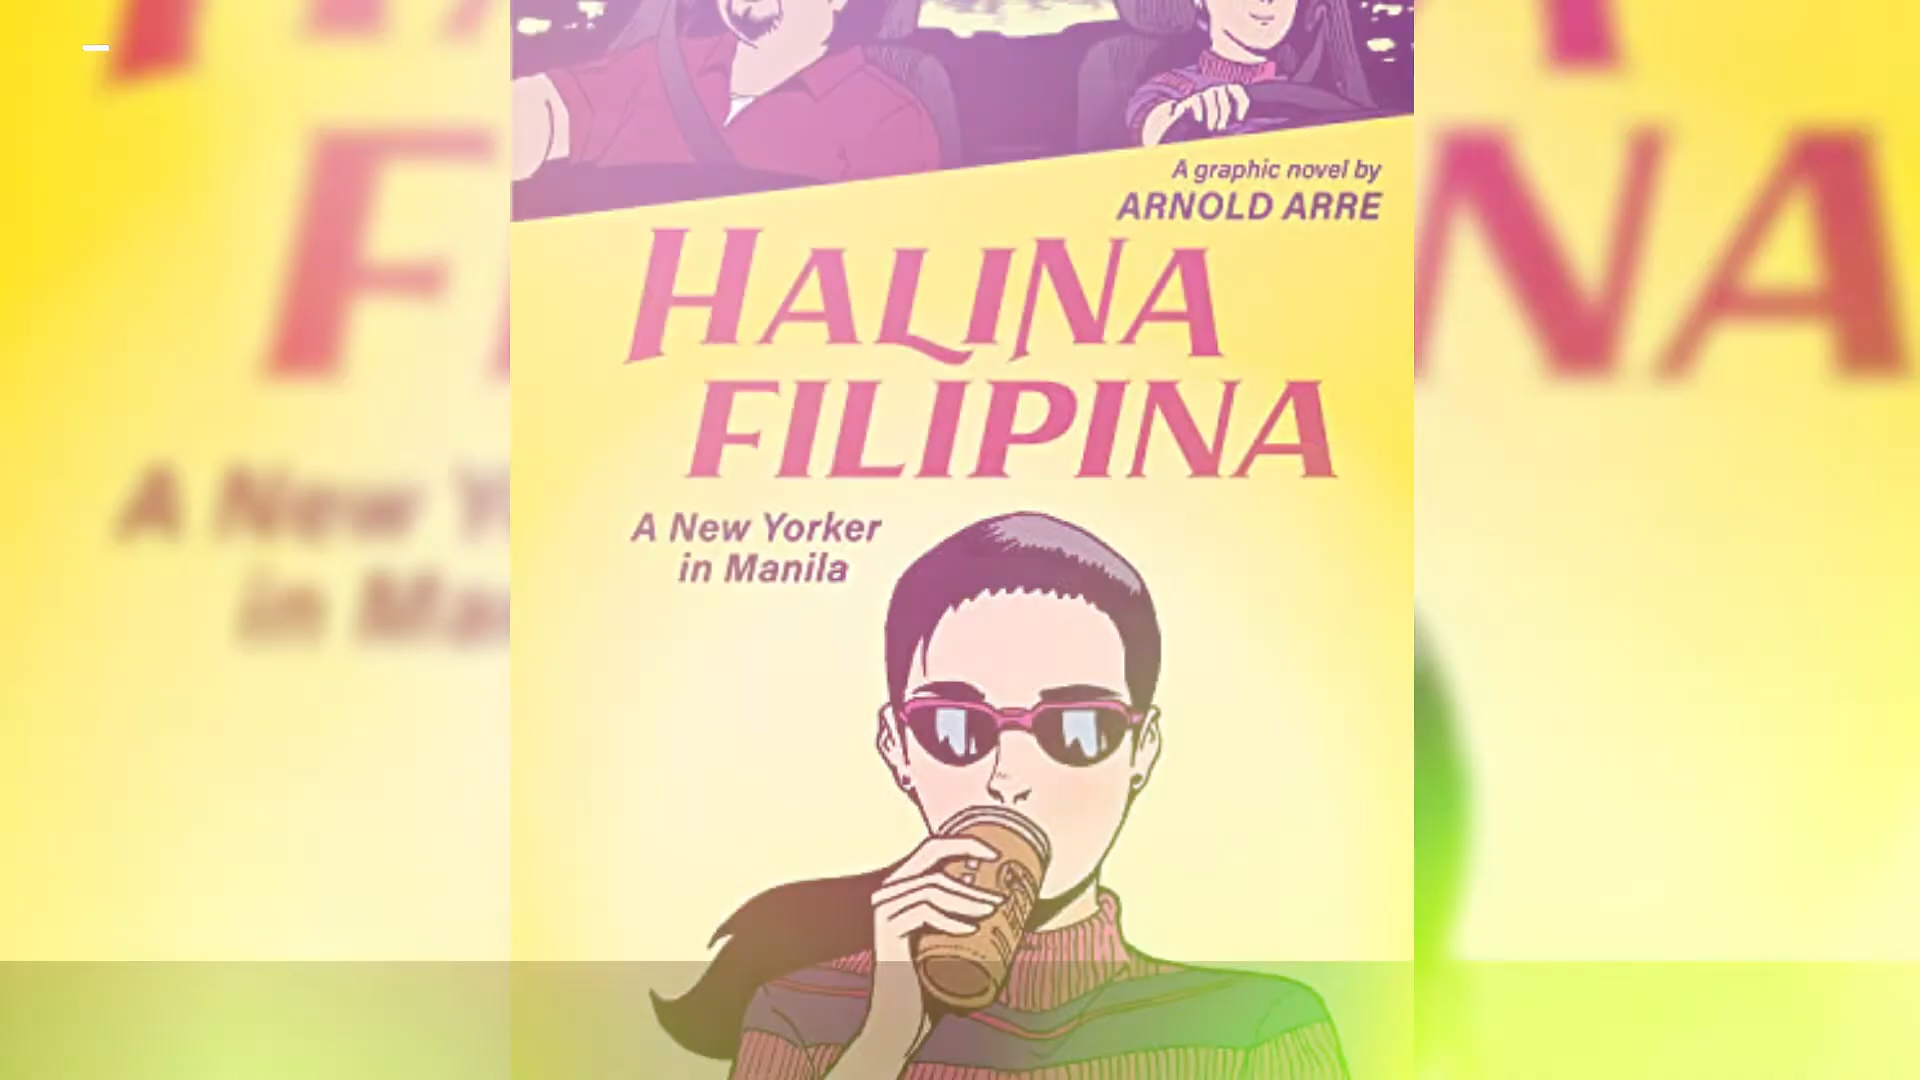 A graphic novel by
ARNOLD ARRE
HALINA
FILIPINA
A New Yorker
in Manila